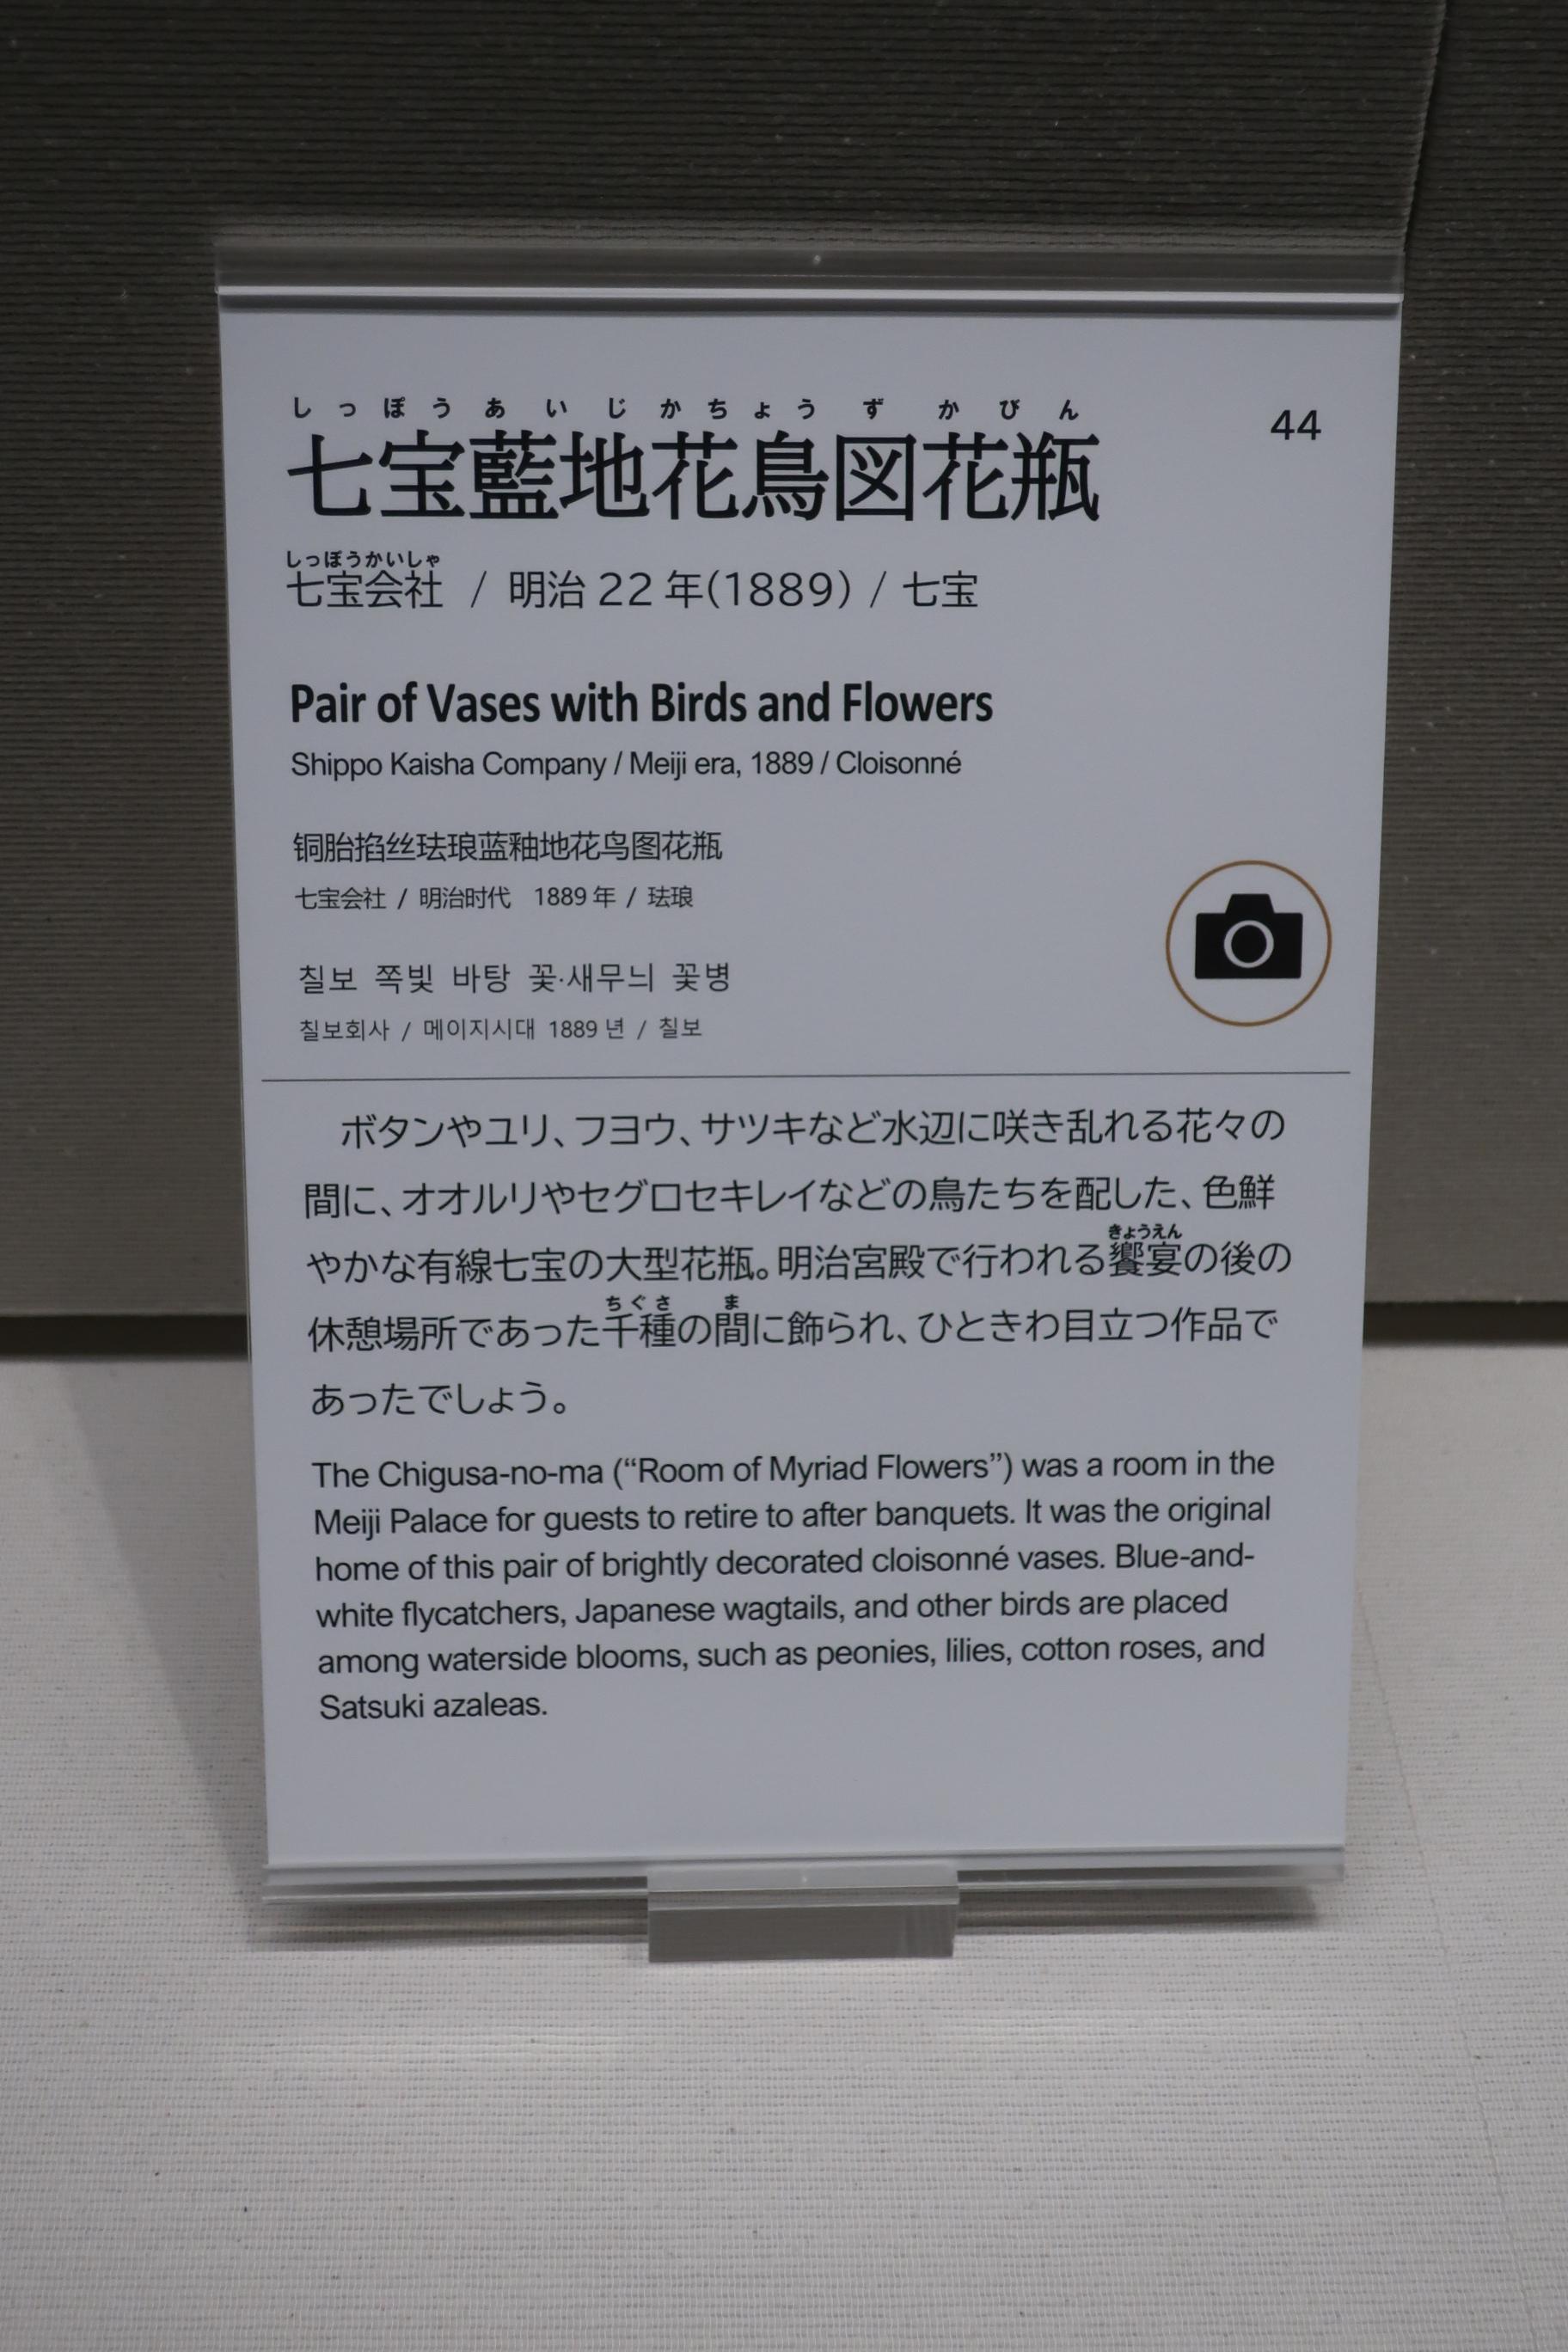 しっぽうあいじかちょうずかびん
七宝藍地花鳥図花瓶
44
しっぽうかいしゃ
七宝会社 / 明治 22 年(1889) / 七宝
Pair of Vases with Birds and Flowers
Shippo Kaisha Company / Meiji era, 1889 / Cloisonné
铜胎掐丝珐琅蓝釉地花鸟图花瓶
七宝会社 / 明治时代 1889 年 / 珐琅
칠보 쪽빛 바탕 꽃·새무늬 꽃병
칠보회사 / 메이지시대 1889 년 / 칠보
ボタンやユリ、フヨウ、サツキなど水辺に咲き乱れる花々の
間に、オオルリやセグロセキレイなどの鳥たちを配した、色鮮
きょうえん
やかな有線七宝の大型花瓶。明治宮殿で行われる饗宴の後の
ちぐさ ま
休憩場所であった千種の間に飾られ、ひときわ目立つ作品で
あったでしょう。
The Chigusa-no-ma (“Room of Myriad Flowers”) was a room in the
Meiji Palace for guests to retire to after banquets. It was the original
home of this pair of brightly decorated cloisonné vases. Blue-and-
white flycatchers, Japanese wagtails, and other birds are placed
among waterside blooms, such as peonies, lilies, cotton roses, and
Satsuki azaleas.